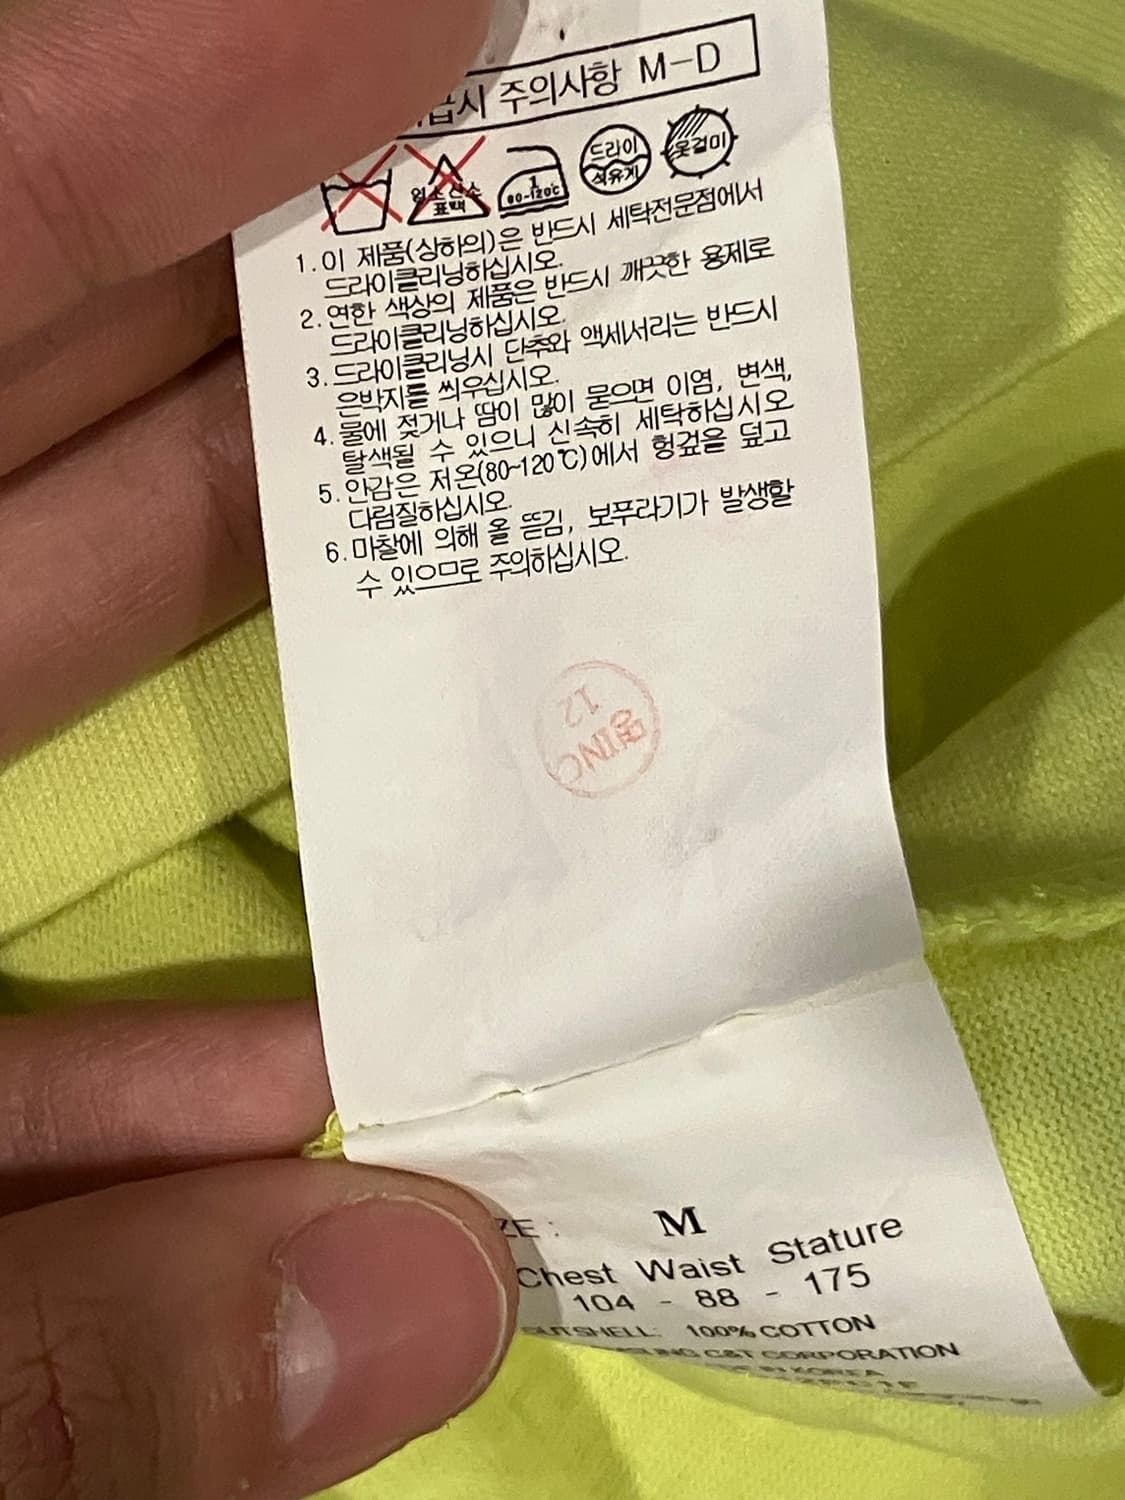 급시 주의사항 M-D
드라이
석유계
옷걸이
염소 산소
표백
1
80-120℃
1. 이 제품(상하의)은 반드시 세탁전문점에서
드라이클리닝하십시오.
2. 연한 색상의 제품은 반드시 깨끗한 용제로
드라이클리닝하십시오.
3. 드라이클리닝시 단추와 액세서리는 반드시
은박지를 씌우십시오.
4. 물에 젖거나 땀이 많이 묻으면 이염, 변색,
탈색될 수 있으니 신속히 세탁하십시오
5. 안감은 저온(80~120℃)에서 헝겊을 덮고
다림질하십시오.
6. 마찰에 의해 올 뜯김, 보푸라기가 발생할
수 있으므로 주의하십시오.
12
ZE : M
Chest Waist Stature
104 - 88 - 175
UTSHELL: 100% COTTON
MSUNG C&T CORPORATION
DE IN KOREA